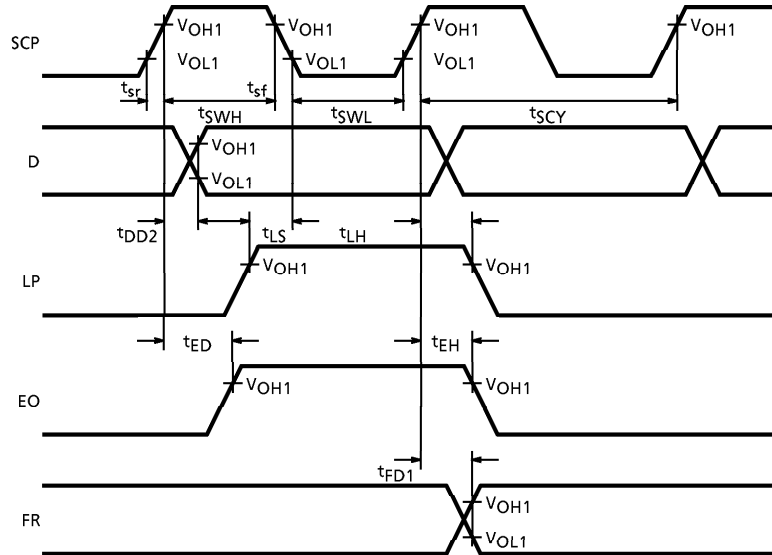 VOH1 VOH1 VOH1
SCP
VOL1 VOL1 VOL1
tsr tsf
tSWH tSWL tSCY
VOH1
D
VOL1
tDD2 tLS tLH
VOH1 VOH1
LP
tED tEH
VOH1 VOH1
EO
tFD1
VOH1
FR
VOL1